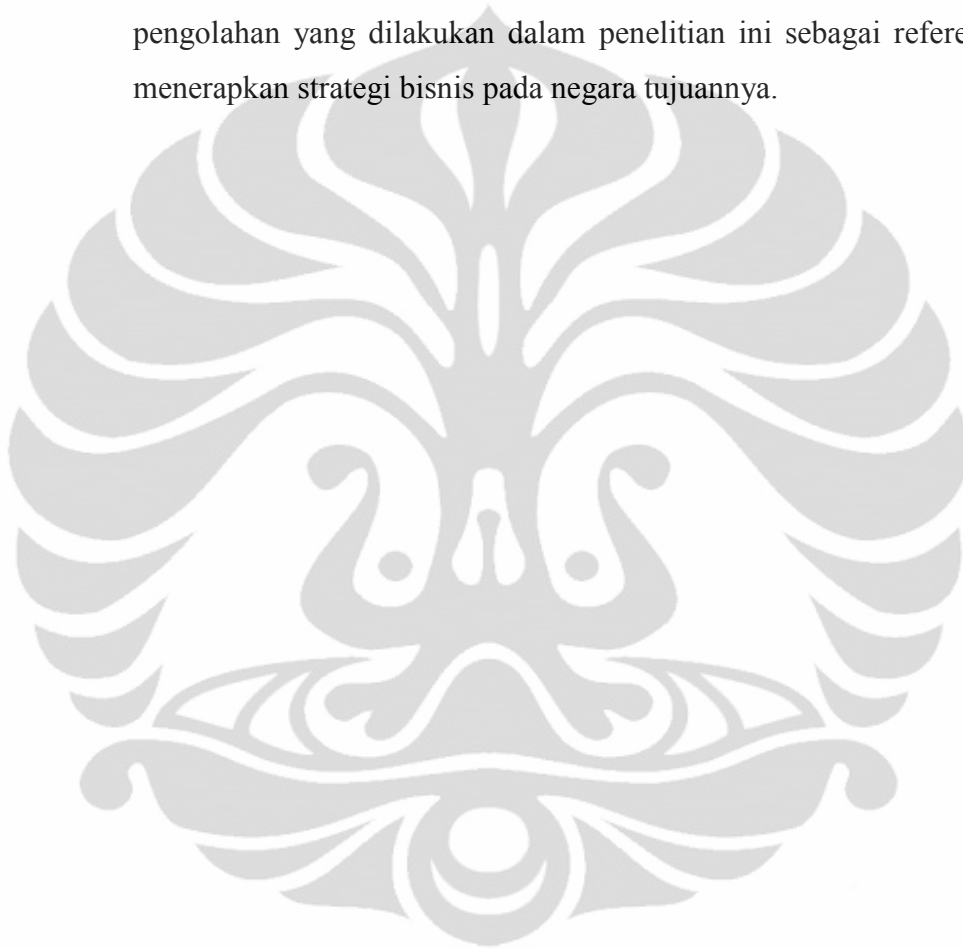 pengolahan yang dilakukan dalam penelitian ini sebagai refere
menerapkan strategi bisnis pada negara tujuannya.